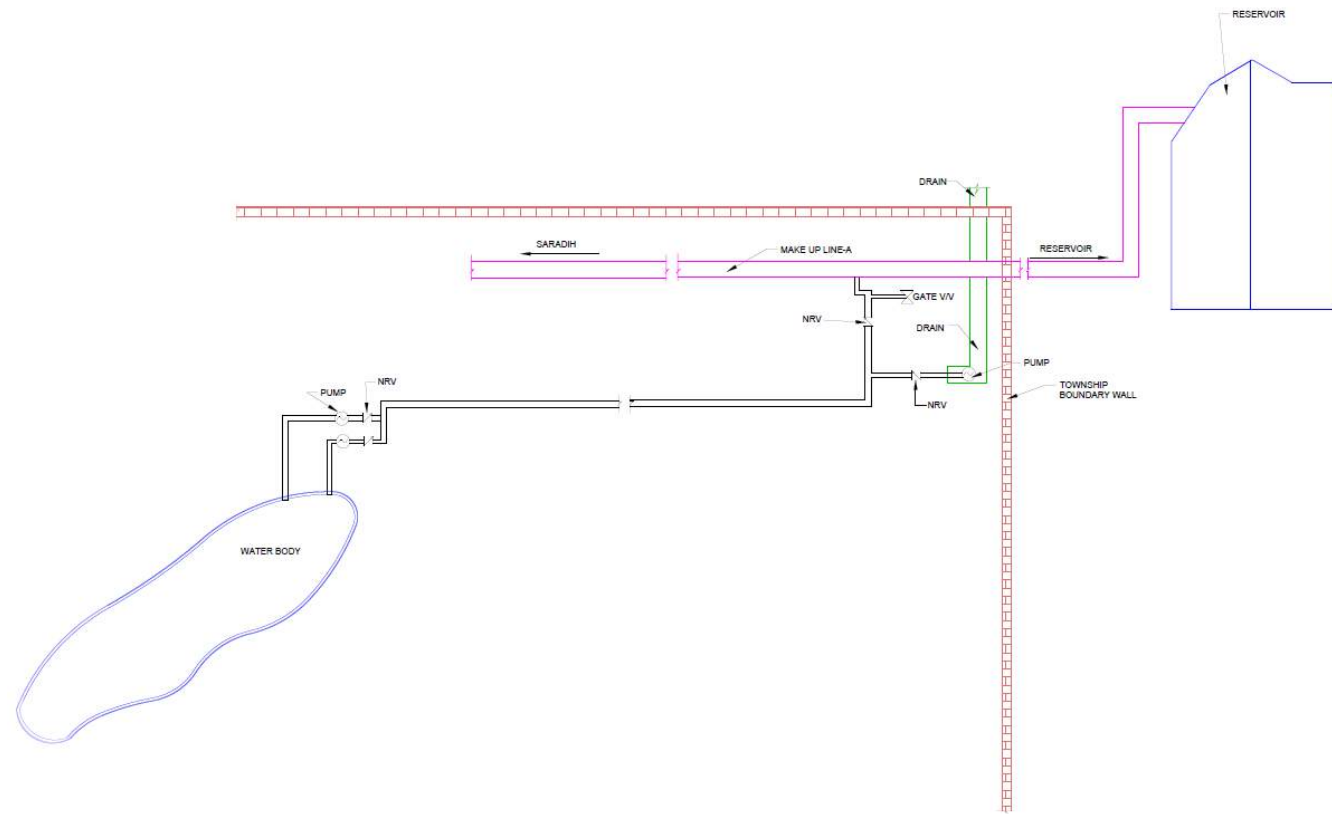 RESERVOIR
DRAIN
SARADIH
MAKE UP LINE-A
RESERVOIR
GATE V/V
NRV
DRAIN
PUMP
NRV
PUMP
TOWNSHIP
BOUNDARY WALL
NRV
WATER BODY